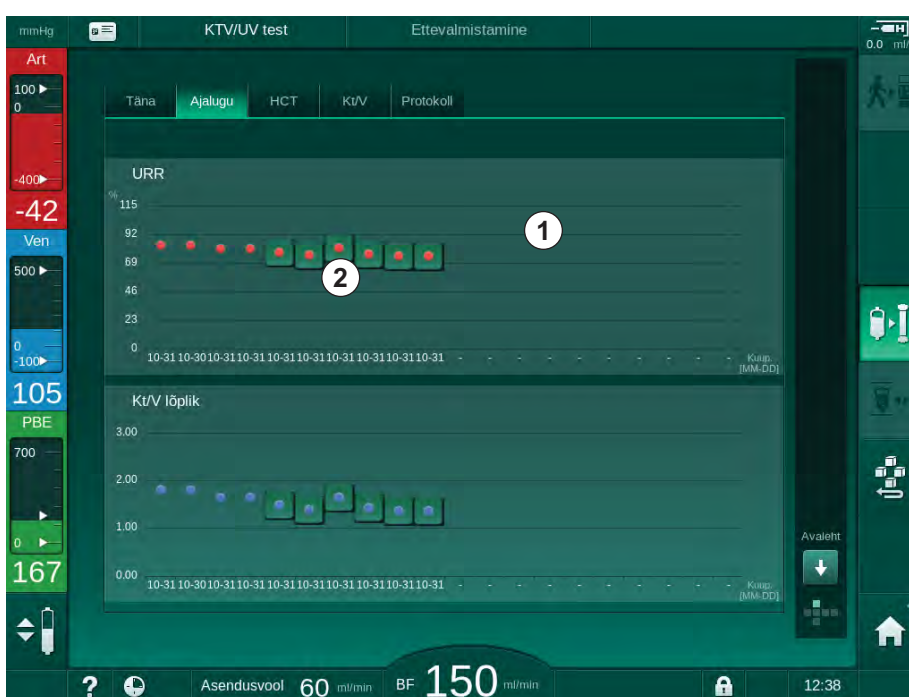 mmHg
KTV/UV test
Ettevalmistamine
0.0 ml/
Art
100
0
-400
-42
Ven
500
0
-100
105
PBE
700
0
167
Täna
Ajalugu
HCT
Kt/V
Protokoll
URR
%
115
92
69
46
23
0
10-31 10-30 10-31 10-31 10-31 10-31 10-31 10-31 10-31 10-31 - - - - - - - - - - Kuup. [MM-DD]
1
2
Kt/V lõplik
3.00
2.00
1.00
0.00
10-31 10-30 10-31 10-31 10-31 10-31 10-31 10-31 10-31 10-31 - - - - - - - - - - Kuup. [MM-DD]
Avaleht
? Asendusvool 60 ml/min BF 150 ml/min 12:38